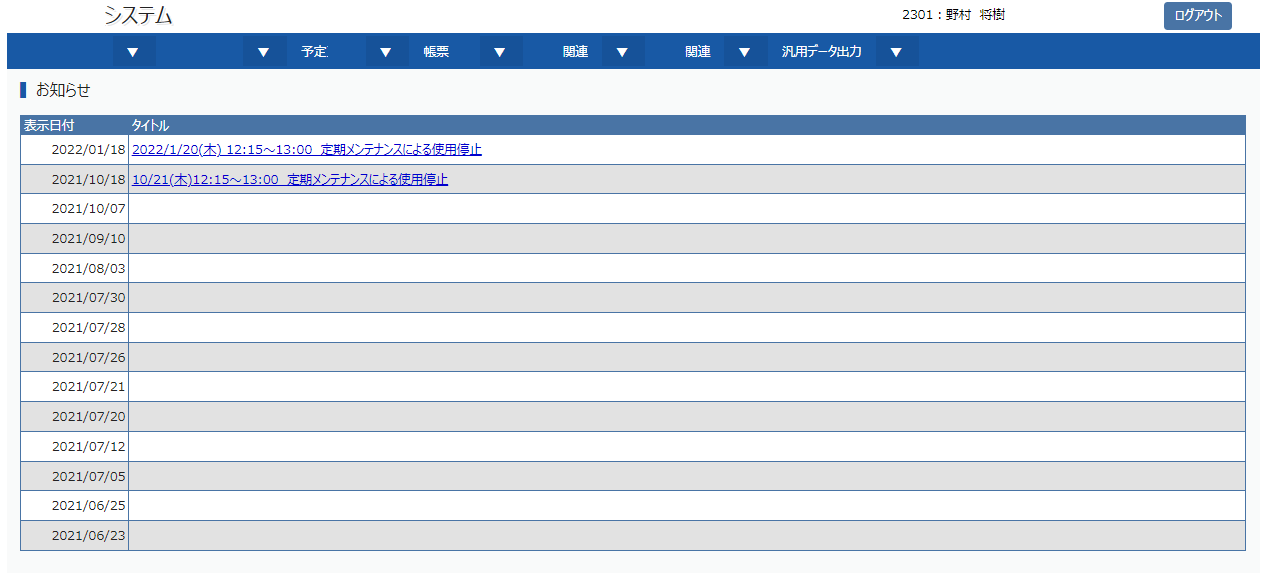 システム
2301：野村　将樹
ログアウト
▼ ▼ 予定 ▼ 帳票 ▼ 関連 ▼ 関連 ▼ 汎用データ出力 ▼
お知らせ
表示日付 タイトル
2022/01/18 2022/1/20(木) 12:15～13:00　定期メンテナンスによる使用停止
2021/10/18 10/21(木)12:15～13:00　定期メンテナンスによる使用停止
2021/10/07
2021/09/10
2021/08/03
2021/07/30
2021/07/28
2021/07/26
2021/07/21
2021/07/20
2021/07/12
2021/07/05
2021/06/25
2021/06/23